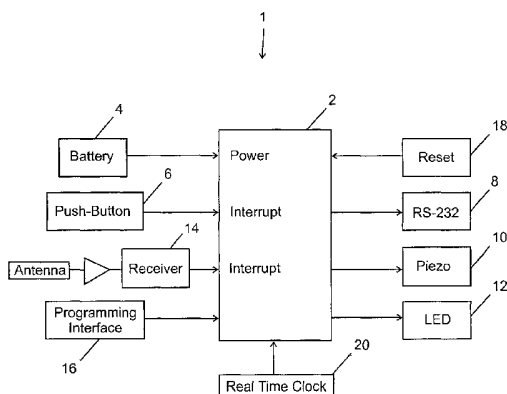 1
4
2
18
Battery
Power
Reset
6
8
Push-Button
Interrupt
RS-232
14
10
Antenna
Receiver
Interrupt
Piezo
12
Programming
Interface
LED
16
20
Real Time Clock